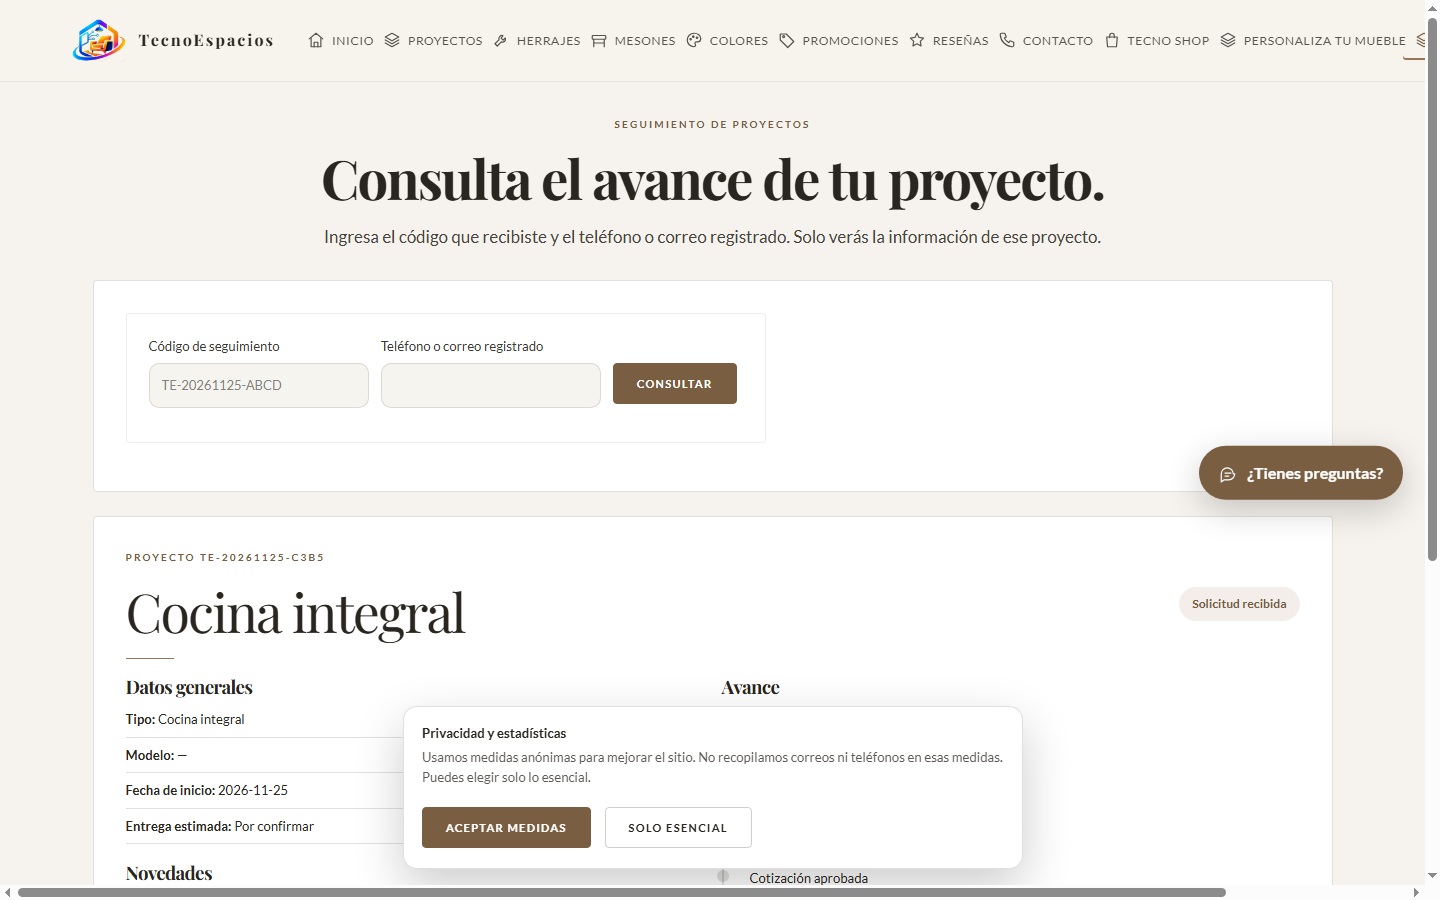 TecnoEspacios
INICIO PROYECTOS HERRAJES MESONES COLORES PROMOCIONES RESEÑAS CONTACTO TECNO SHOP PERSONALIZA TU MUEBLE
SEGUIMIENTO DE PROYECTOS
Consulta el avance de tu proyecto.
Ingresa el código que recibiste y el teléfono o correo registrado. Solo verás la información de ese proyecto.
Código de seguimiento Teléfono o correo registrado
TE-20261125-ABCD CONSULTAR
¿Tienes preguntas?
PROYECTO TE-20261125-C3B5
Cocina integral
Solicitud recibida
Datos generales
Tipo: Cocina integral
Modelo: —
Fecha de inicio: 2026-11-25
Entrega estimada: Por confirmar
Novedades
Avance
Privacidad y estadísticas
Usamos medidas anónimas para mejorar el sitio. No recopilamos correos ni teléfonos en esas medidas.
Puedes elegir solo lo esencial.
ACEPTAR MEDIDAS SOLO ESENCIAL
Cotización aprobada